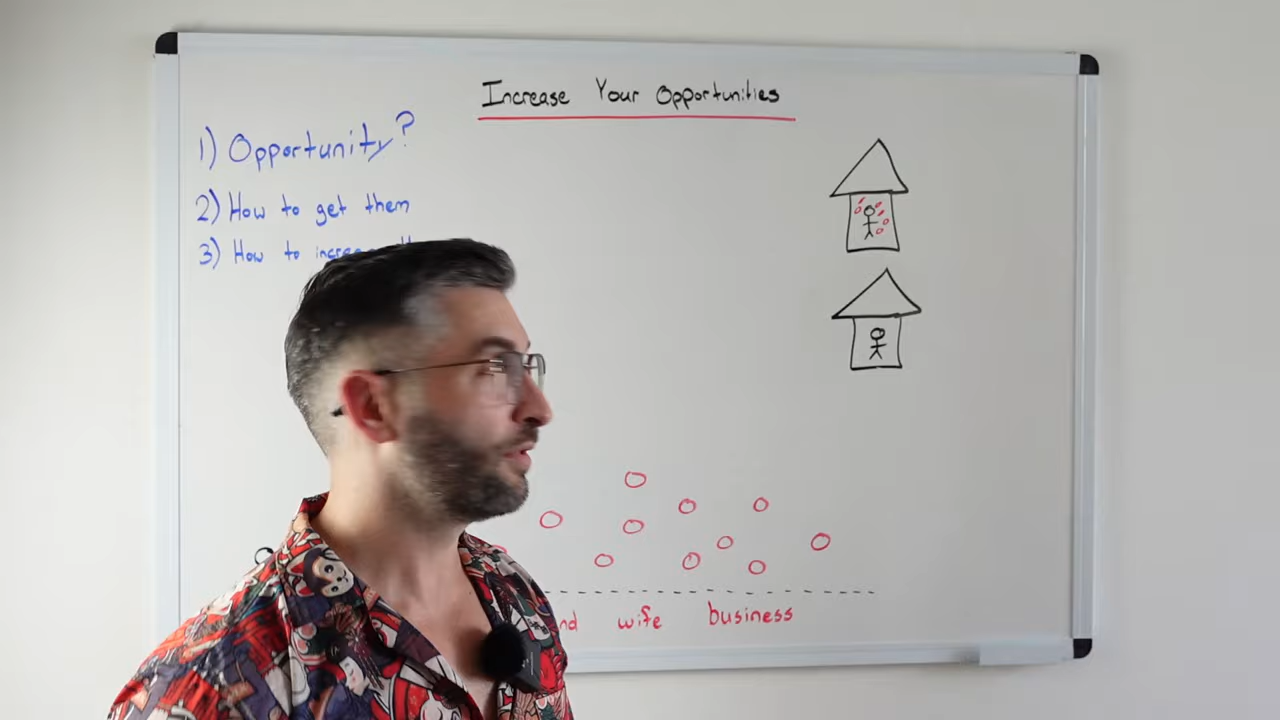 Increase Your Opportunities
1) Opportunity?
2) How to get them
3) How to
wife business